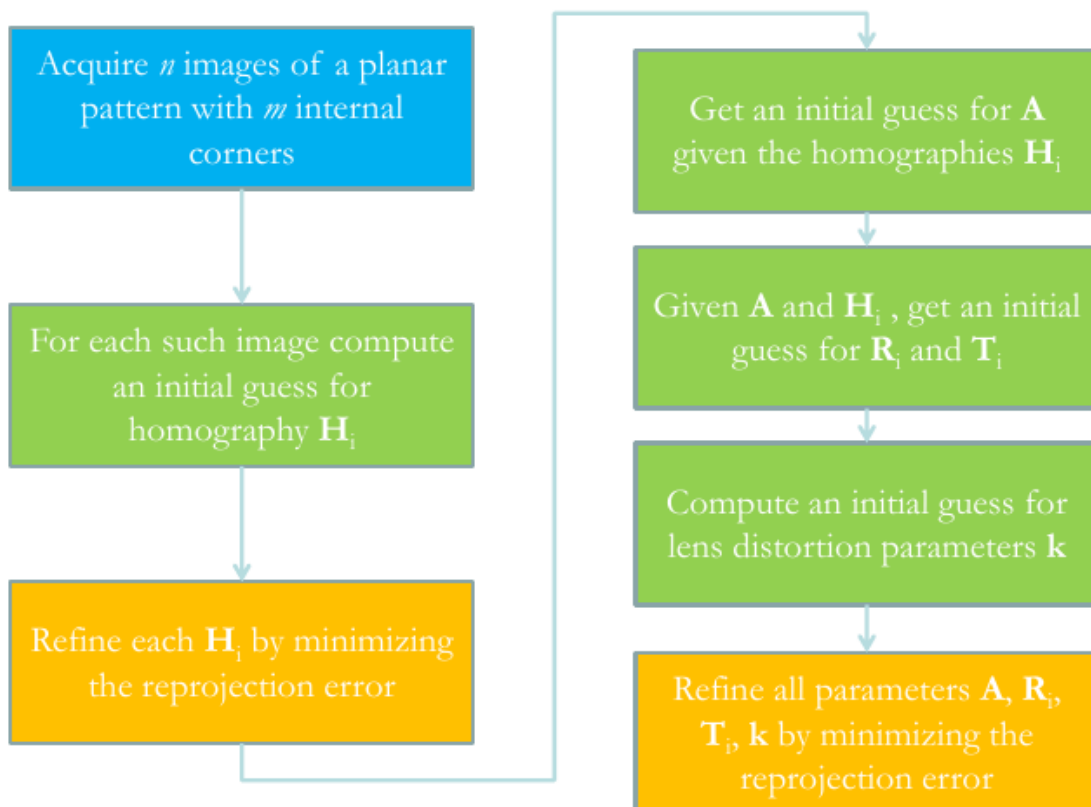 Acquire n images of a planar
pattern with m internal
corners
For each such image compute
an initial guess for
homography Hi
Refine each Hi by minimizing
the reprojection error
Get an initial guess for A
given the homographies Hi
Given A and Hi , get an initial
guess for Ri and Ti
Compute an initial guess for
lens distortion parameters k
Refine all parameters A, Ri,
Ti, k by minimizing the
reprojection error